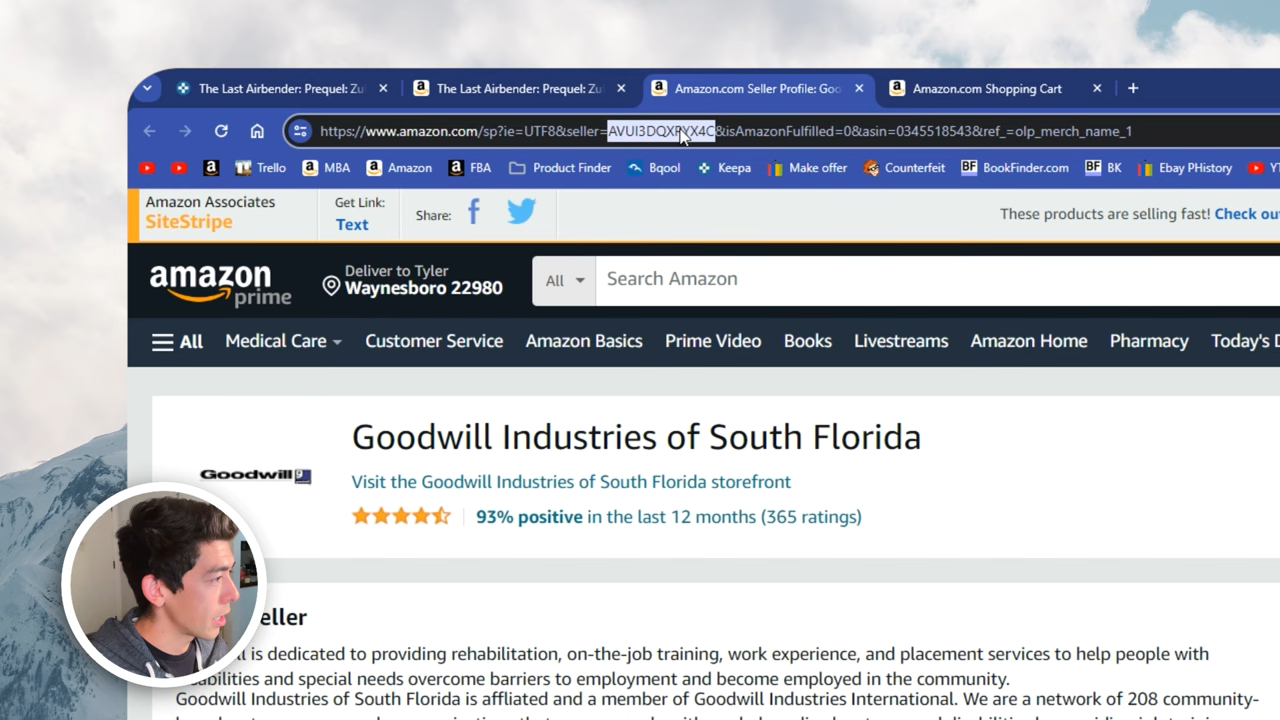 The Last Airbender: Prequel: Zu
The Last Airbender: Prequel: Zu
Amazon.com Seller Profile: Goo
Amazon.com Shopping Cart
https://www.amazon.com/sp?ie=UTF8&seller=AVUI3DQXPYX4C&isAmazonFulfilled=0&asin=0345518543&ref_=olp_merch_name_1
Trello MBA Amazon FBA Product Finder Bqool Keepa Make offer Counterfeit BF BookFinder.com BF BK Ebay PHistory YT
Amazon Associates
SiteStripe
Get Link:
Text
Share:
These products are selling fast! Check ou
amazon
prime
Deliver to Tyler
Waynesboro 22980
All
Search Amazon
All Medical Care Customer Service Amazon Basics Prime Video Books Livestreams Amazon Home Pharmacy Today's D
Goodwill Industries of South Florida
Goodwill
Visit the Goodwill Industries of South Florida storefront
93% positive in the last 12 months (365 ratings)
eller
is dedicated to providing rehabilitation, on-the-job training, work experience, and placement services to help people with
and special needs overcome barriers to employment and become employed in the community.
Goodwill Industries of South Florida is affliated and a member of Goodwill Industries International. We are a network of 208 community-